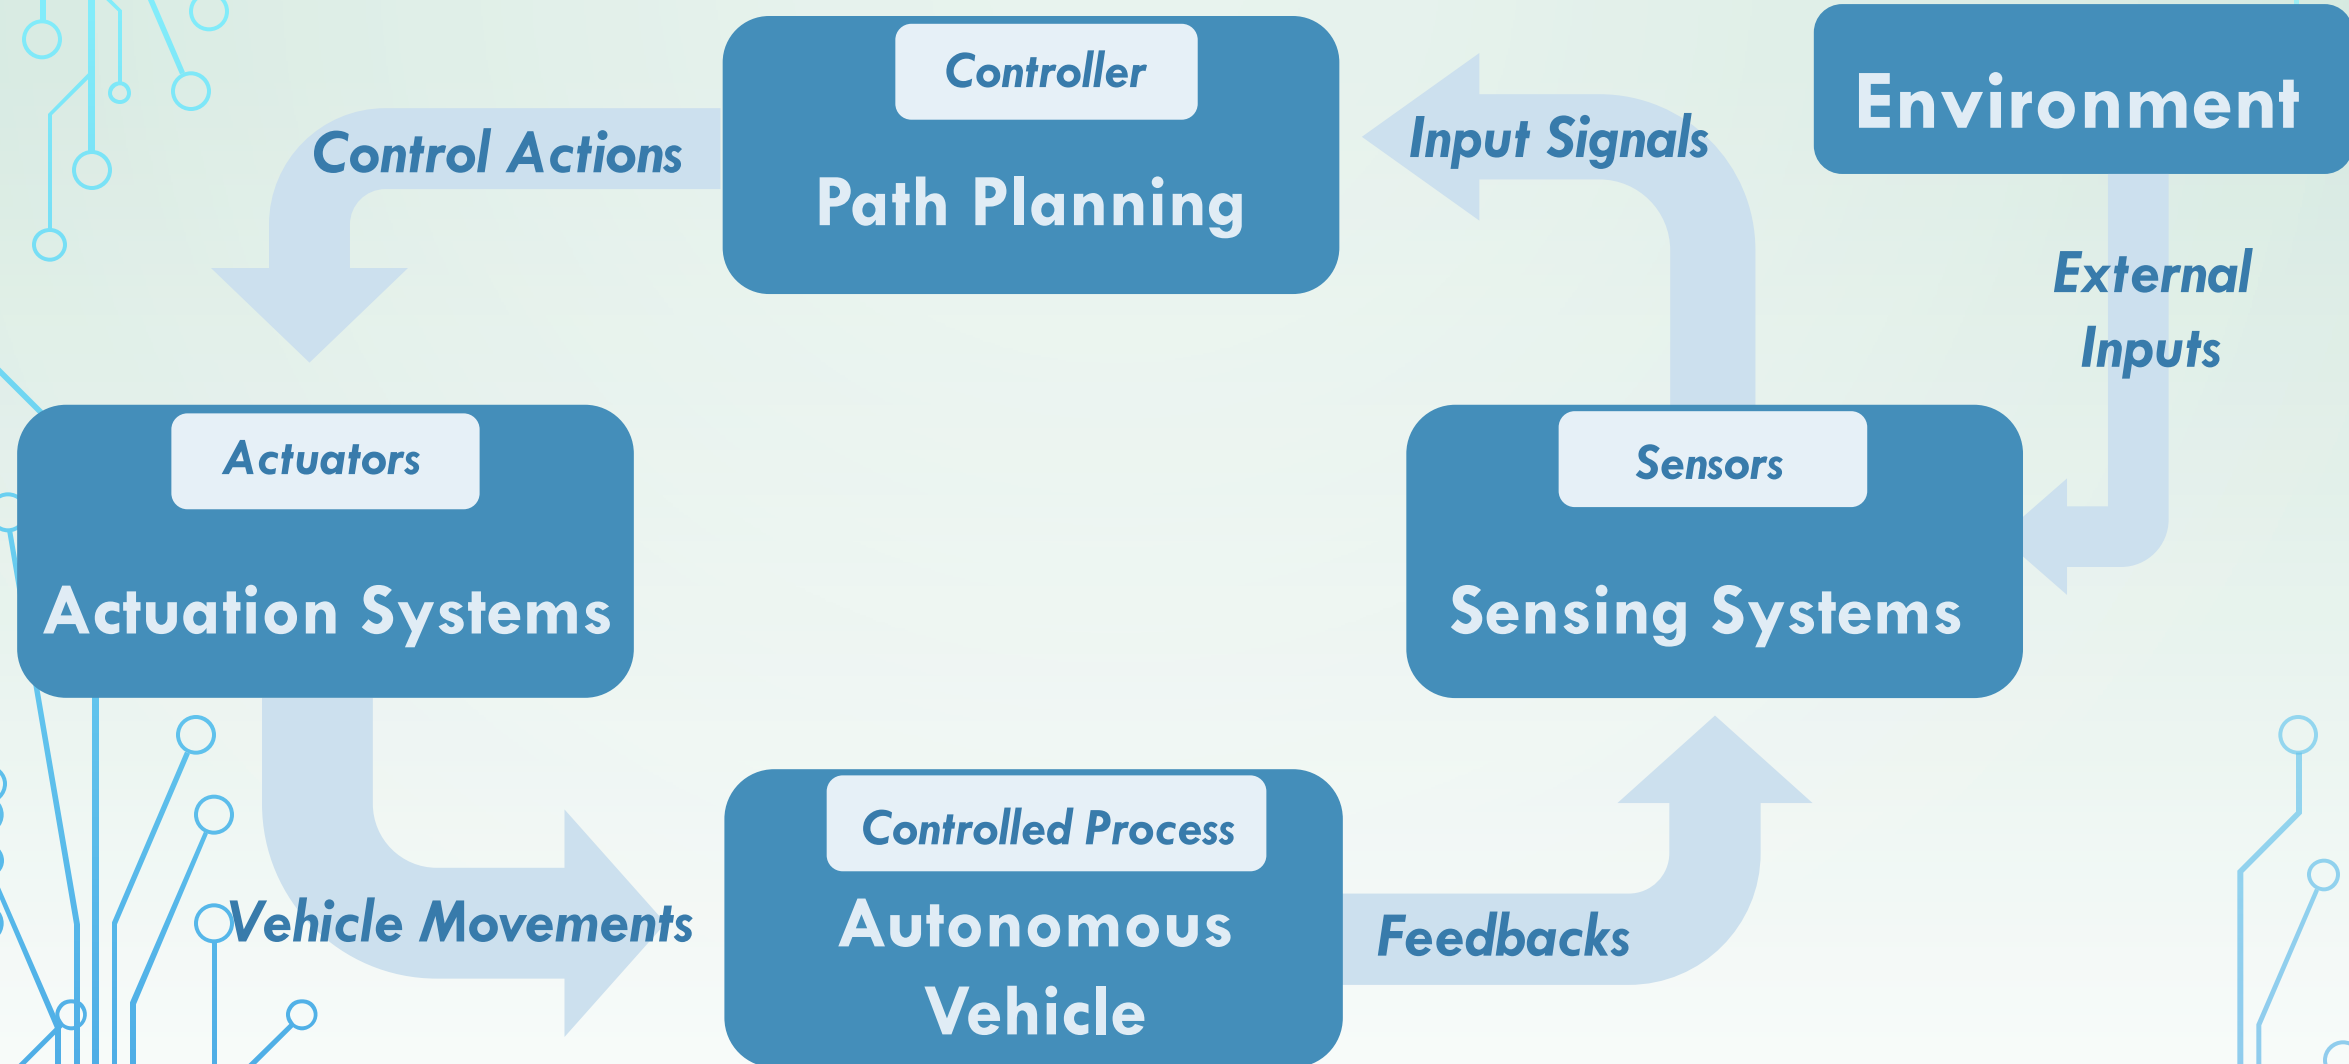 Controller
Path Planning
Environment
Control Actions
Input Signals
External
Inputs
Actuators
Actuation Systems
Sensors
Sensing Systems
Controlled Process
Autonomous
Vehicle
Vehicle Movements
Feedbacks